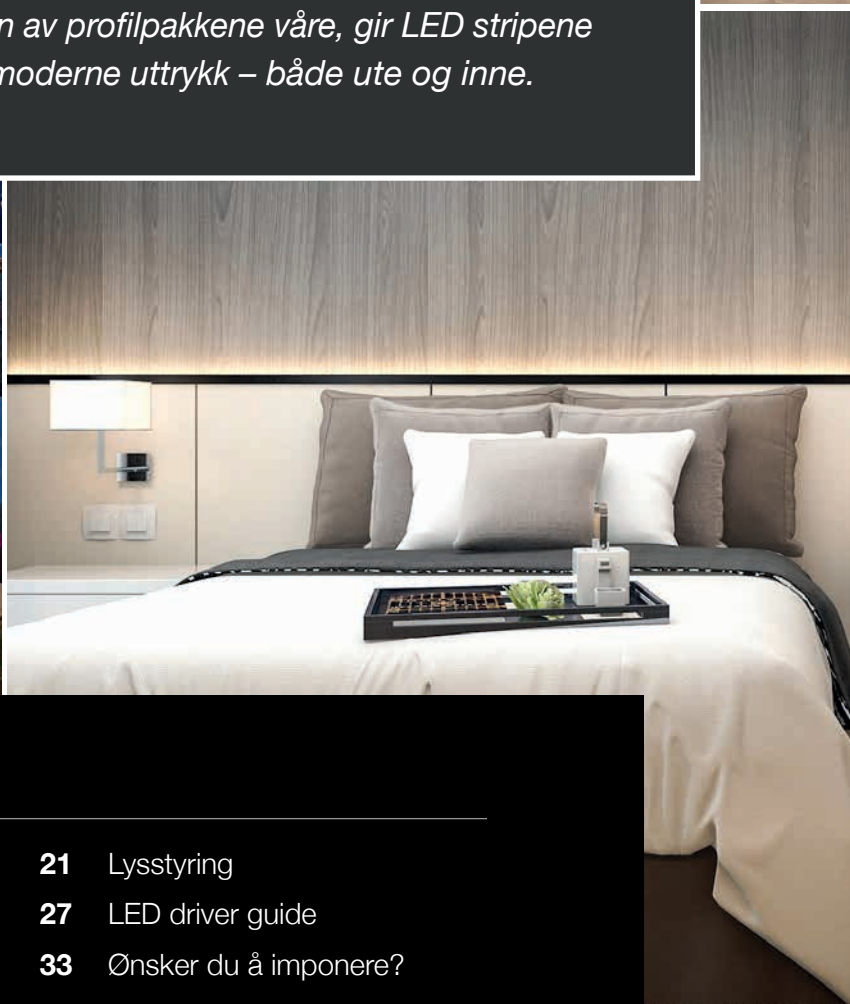 n av profilpakkene våre, gir LED stripene
moderne uttrykk – både ute og inne.
21 Lysstyring
27 LED driver guide
33 Ønsker du å imponere?